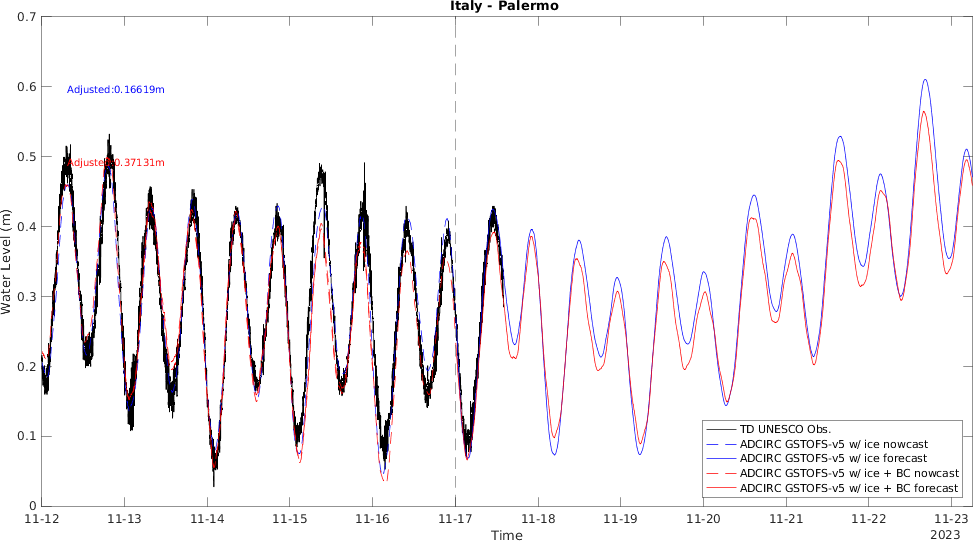 Italy - Palermo
0.7
0.6
0.5
0.4
0.3
0.2
0.1
0
Water Level (m)
Adjusted:0.16619m
Adjusted:0.37131m
TD UNESCO Obs.
ADCIRC GSTOFS-v5 w/ ice nowcast
ADCIRC GSTOFS-v5 w/ ice forecast
ADCIRC GSTOFS-v5 w/ ice + BC nowcast
ADCIRC GSTOFS-v5 w/ ice + BC forecast
11-12 11-13 11-14 11-15 11-16 11-17 11-18 11-19 11-20 11-21 11-22 11-23
2023
Time